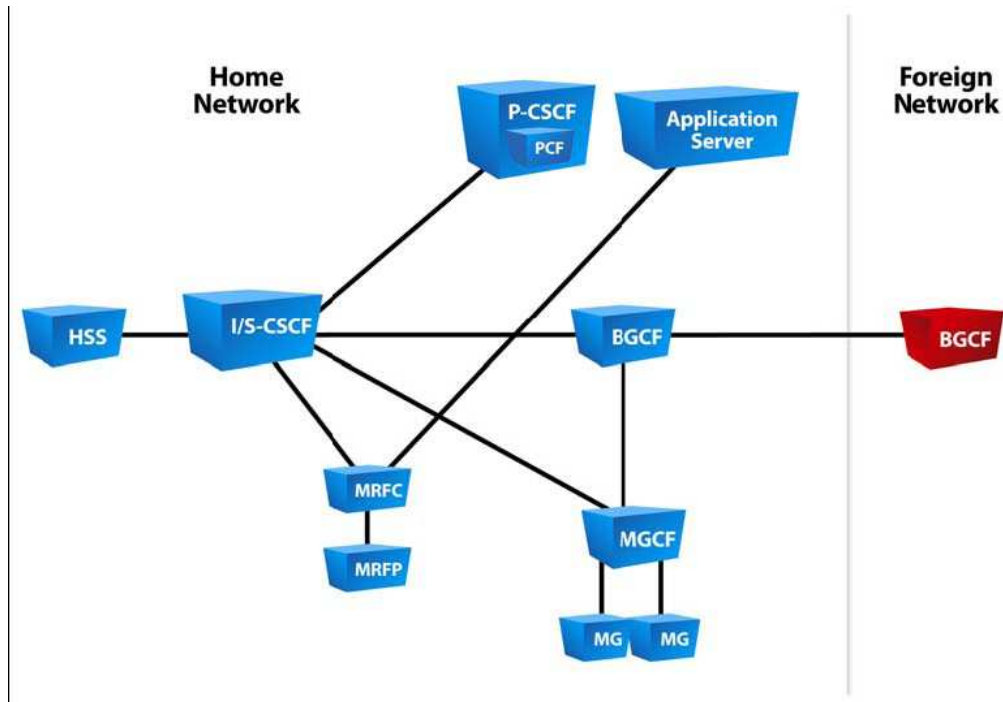 Home
Network
Foreign
Network
P-CSCF
PCF
Application
Server
HSS
I/S-CSCF
BGCF
BGCF
MRFC
MRFP
MGCF
MG
MG